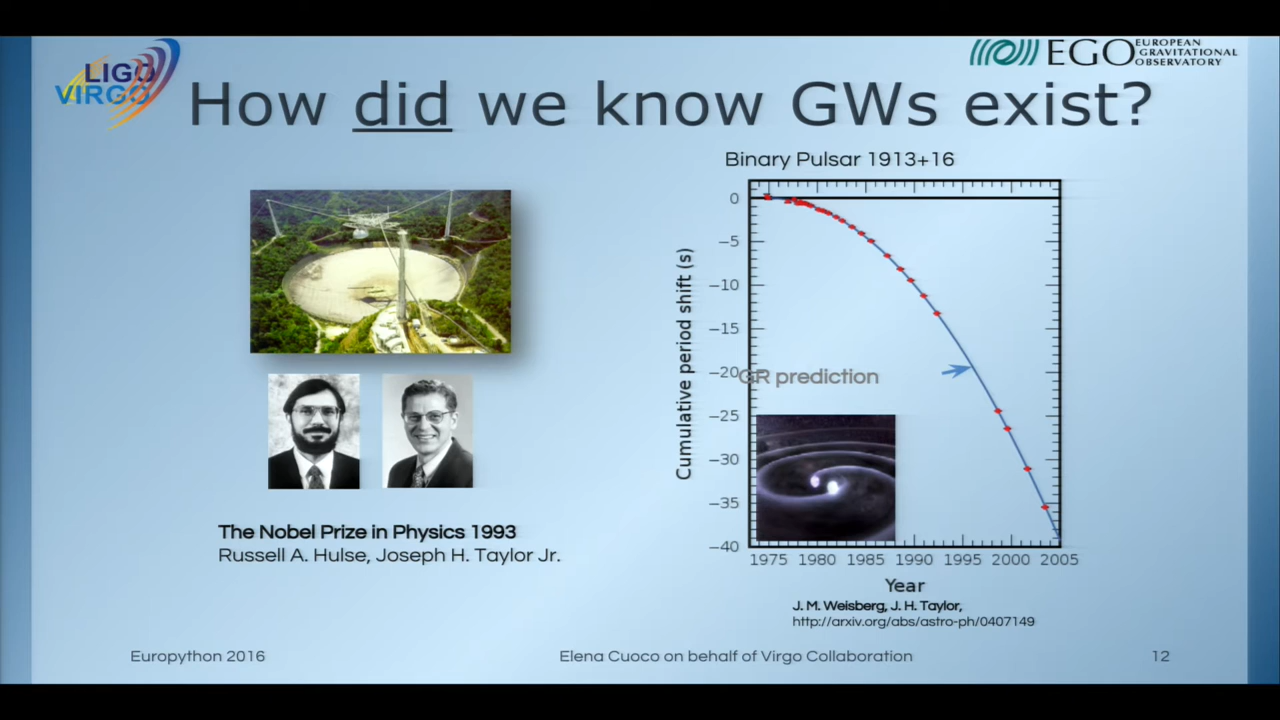 LIGO
VIRGO
EGO
EUROPEAN
GRAVITATIONAL
OBSERVATORY
How did we know GWs exist?
Binary Pulsar 1913+16
Cumulative period shift (s)
0
−5
−10
−15
−20
−25
−30
−35
−40
GR prediction
1975 1980 1985 1990 1995 2000 2005
Year
J. M. Weisberg, J. H. Taylor,
http://arxiv.org/abs/astro-ph/0407149
The Nobel Prize in Physics 1993
Russell A. Hulse, Joseph H. Taylor Jr.
Europython 2016
Elena Cuoco on behalf of Virgo Collaboration
12